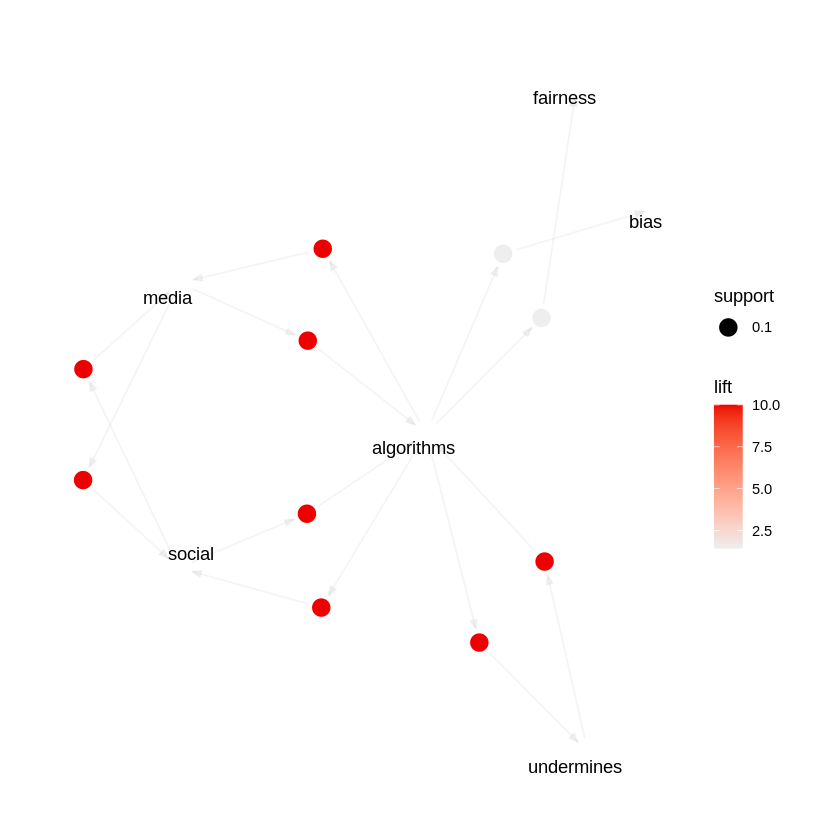 fairness
bias
support
media
0.1
lift
10.0
algorithms
7.5
5.0
2.5
social
undermines